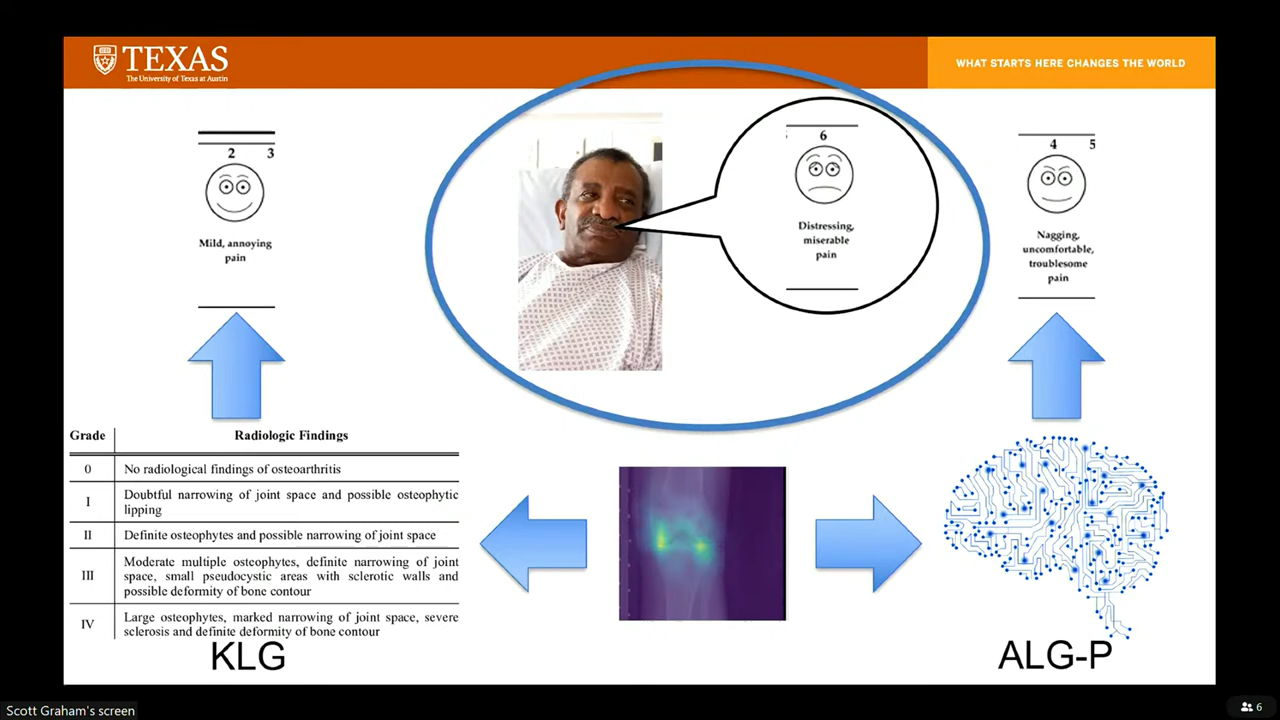 TEXAS
The University of Texas at Austin
WHAT STARTS HERE CHANGES THE WORLD
2 3
Mild, annoying
pain
6
Distressing,
miserable
pain
4 5
Nagging,
uncomfortable,
troublesome
pain
Grade Radiologic Findings
0 No radiological findings of osteoarthritis
I Doubtful narrowing of joint space and possible osteophytic
lipping
II Definite osteophytes and possible narrowing of joint space
III Moderate multiple osteophytes, definite narrowing of joint
space, small pseudocystic areas with sclerotic walls and
possible deformity of bone contour
IV Large osteophytes, marked narrowing of joint space, severe
sclerosis and definite deformity of bone contour
KLG
ALG-P
Scott Graham's screen
6